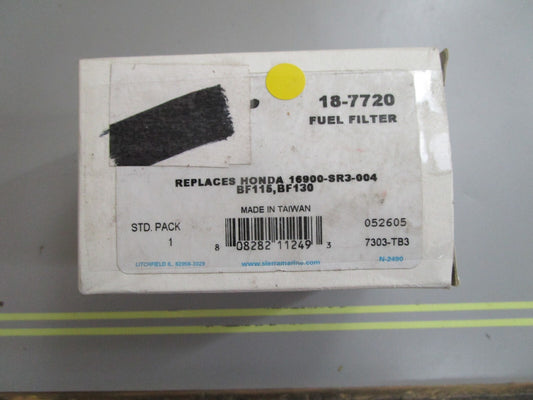 18-7720
FUEL FILTER
REPLACES HONDA 16900-SR3-004
BF115,BF130
MADE IN TAIWAN
STD. PACK 052605
1 8 08282 11249 3 7303-TB3
LITCHFIELD IL. 62056-3029 www.sierramarine.com N-2490